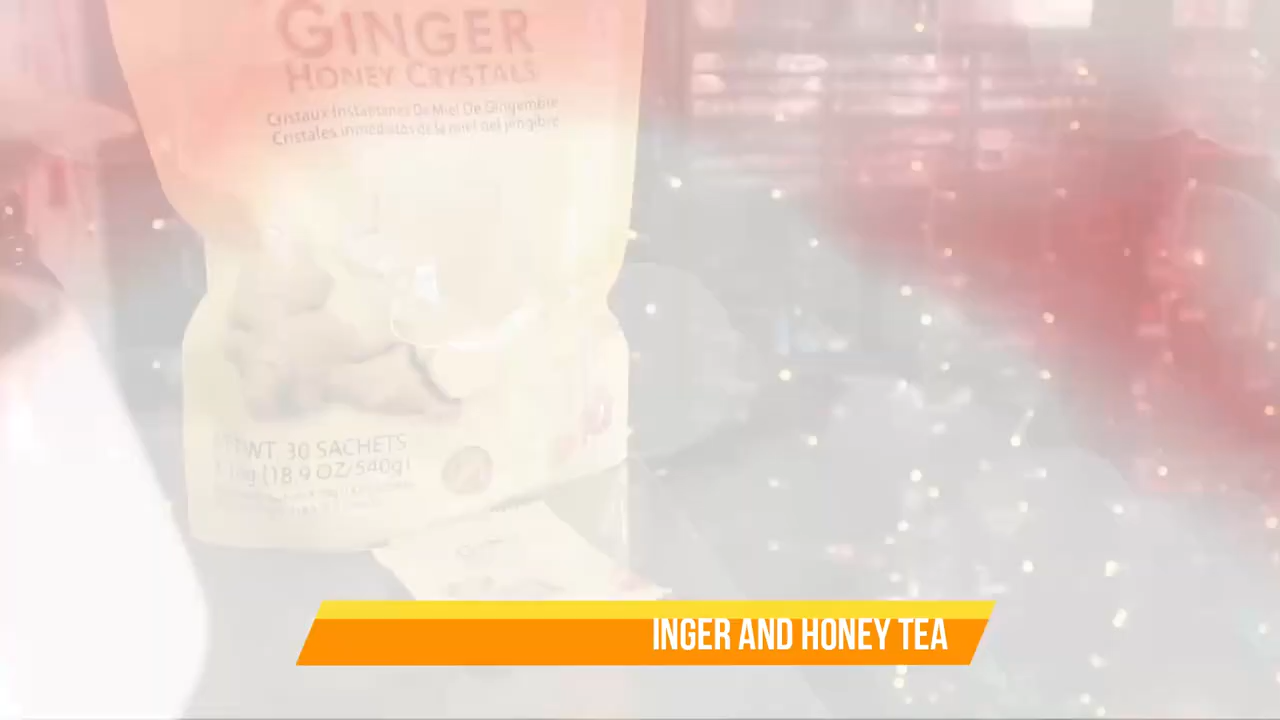 GINGER
HONEY CRYSTALS
Cristaux Instantanes De Miel De Gingembre
Cristales inmediatos de la miel del jengibre
WT 30 SACHETS
(18.9 OZ/540g)
INGER AND HONEY TEA